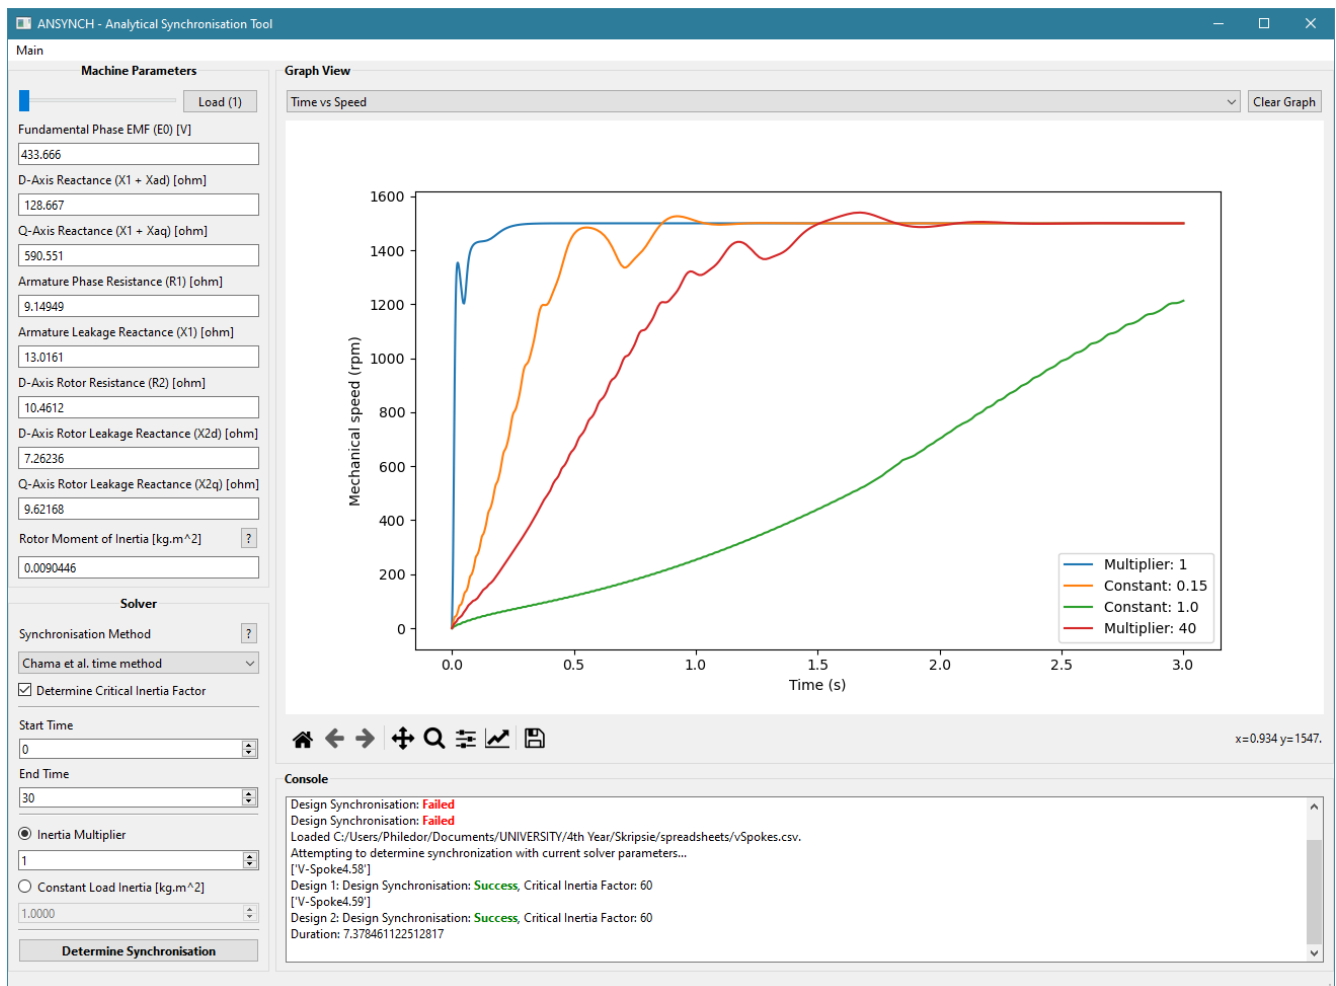 ANSYNCH - Analytical Synchronisation Tool
Main
Machine Parameters
Load (1)
Fundamental Phase EMF (E0) [V]
433.666
D-Axis Reactance (X1 + Xad) [ohm]
128.667
Q-Axis Reactance (X1 + Xaq) [ohm]
590.551
Armature Phase Resistance (R1) [ohm]
9.14949
Armature Leakage Reactance (X1) [ohm]
13.0161
D-Axis Rotor Resistance (R2) [ohm]
10.4612
D-Axis Rotor Leakage Reactance (X2d) [ohm]
7.26236
Q-Axis Rotor Leakage Reactance (X2q) [ohm]
9.62168
Rotor Moment of Inertia [kg.m^2]
?
0.0090446
Solver
Synchronisation Method
?
Chama et al. time method
Determine Critical Inertia Factor
Start Time
0
End Time
30
Inertia Multiplier
1
Constant Load Inertia [kg.m^2]
1.0000
Determine Synchronisation
Graph View
Time vs Speed
Clear Graph
1600
1400
1200
1000
800
600
400
200
0
Mechanical speed (rpm)
0.0 0.5 1.0 1.5 2.0 2.5 3.0
Time (s)
Multiplier: 1
Constant: 0.15
Constant: 1.0
Multiplier: 40
x=0.934 y=1547.
Console
Design Synchronisation: Failed
Design Synchronisation: Failed
Loaded C:/Users/Philedor/Documents/UNIVERSITY/4th Year/Skripsie/spreadsheets/vSpokes.csv.
Attempting to determine synchronization with current solver parameters...
['V-Spoke4.58']
Design 1: Design Synchronisation: Success, Critical Inertia Factor: 60
['V-Spoke4.59']
Design 2: Design Synchronisation: Success, Critical Inertia Factor: 60
Duration: 7.378461122512817